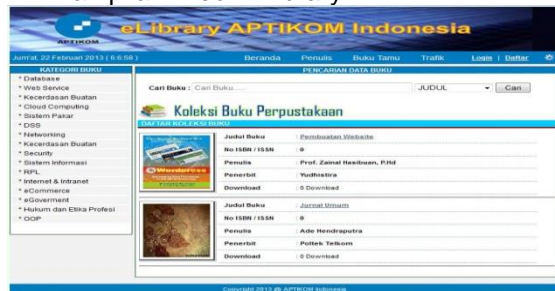 eLibrary APTIKOM Indonesia
APTIKOM
Jum'at, 22 Februari 2013 ( 6:6:58 )
Beranda Penulis Buku Tamu Trafik Login | Daftar
KATEGORI BUKU
* Database
* Web Service
* Kecerdasan Buatan
* Cloud Computing
* Sistem Pakar
* DSS
* Networking
* Kecerdasan Buatan
* Security
* Sistem Informasi
* RPL
* Internet & Intranet
* eCommerce
* eGoverment
* Hukum dan Etika Profesi
* OOP
PENCARIAN DATA BUKU
Cari Buku : Cari Buku..... JUDUL Cari
Koleksi Buku Perpustakaan
DAFTAR KOLEKSI BUKU
Wordpress
Judul Buku : Pembuatan Website
No ISBN / ISSN : 0
Penulis : Prof. Zainal Hasibuan, P.Hd
Penerbit : Yudhistira
Download : 0 Download
Judul Buku : Jurnal Umum
No ISBN / ISSN : 0
Penulis : Ade Hendraputra
Penerbit : Poltek Telkom
Download : 0 Download
Copyright 2013 @ APTIKOM Indonesia